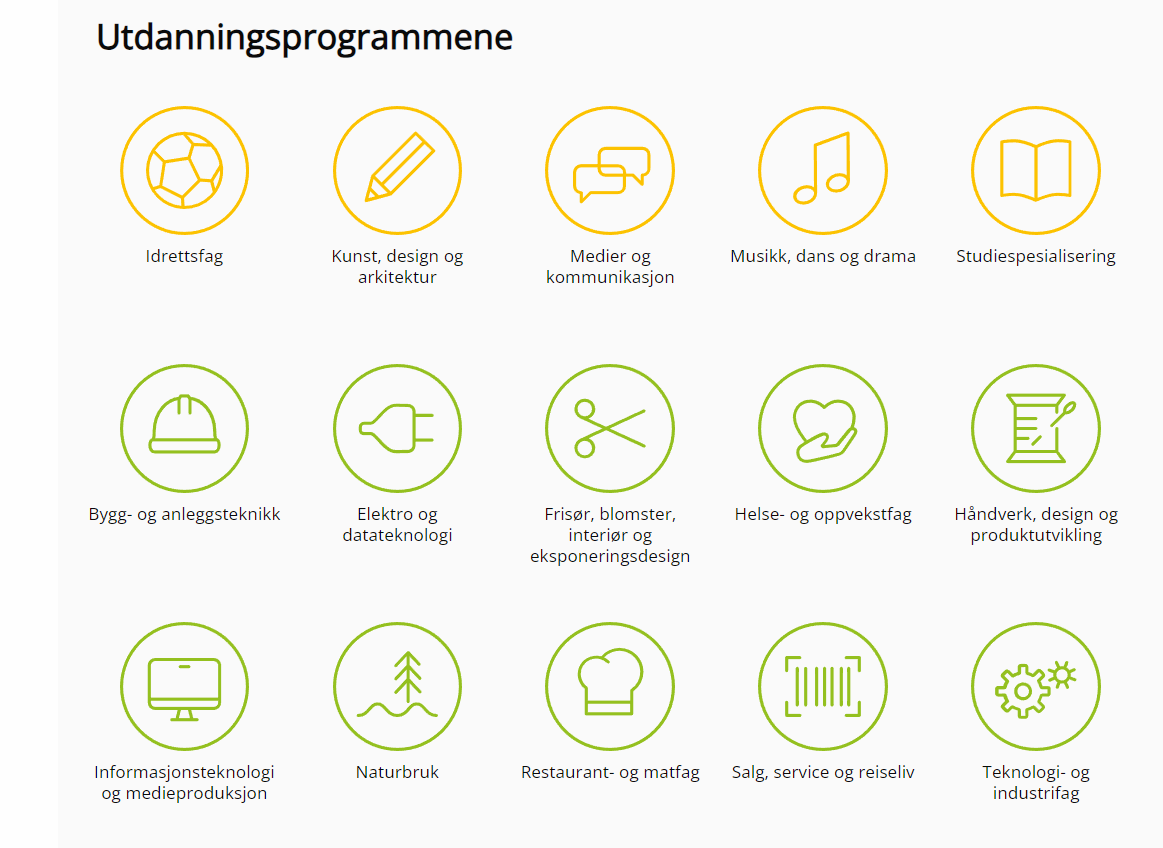 Utdanningsprogrammene
Idrettsfag
Kunst, design og
arkitektur
Medier og
kommunikasjon
Musikk, dans og drama
Studiespesialisering
Bygg- og anleggsteknikk
Elektro og
datateknologi
Frisør, blomster,
interiør og
eksponeringsdesign
Helse- og oppvekstfag
Håndverk, design og
produktutvikling
Informasjonsteknologi
og medieproduksjon
Naturbruk
Restaurant- og matfag
Salg, service og reiseliv
Teknologi- og
industrifag